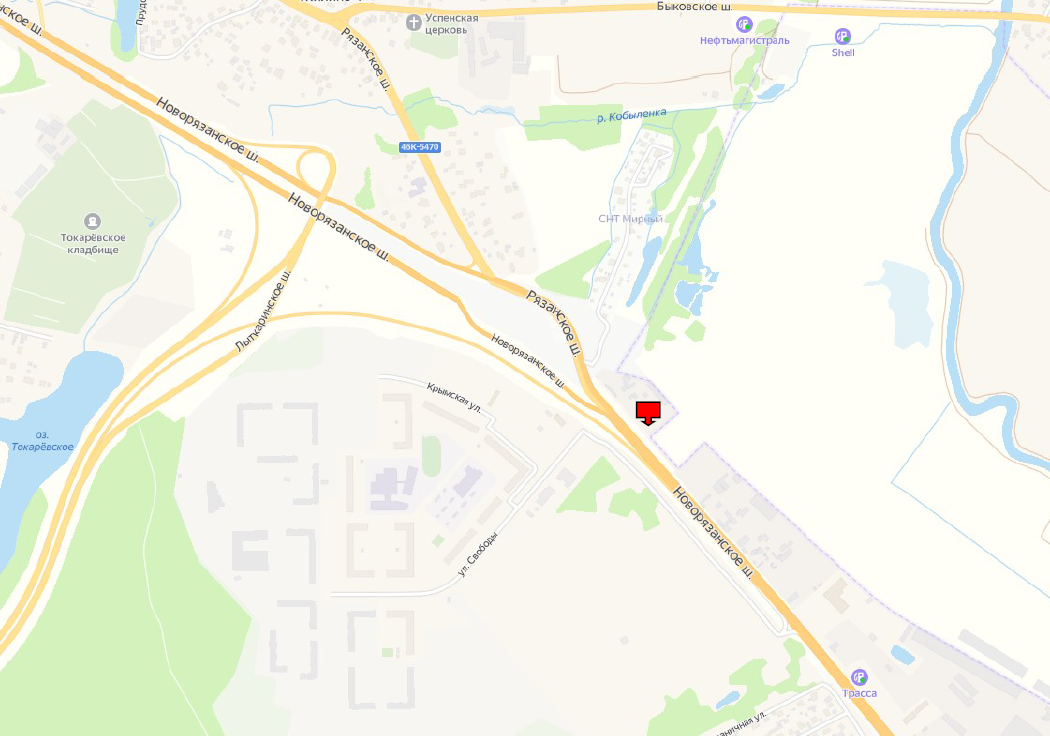 Быковское ш.
Успенская
церковь
Нефтьмагистраль
Shell
Рязанское ш.
Новорязанское ш.
р. Кобыленка
46К-5470
Новорязанское ш.
СНТ Мирный
Токарёвское
кладбище
Лыткаринское ш.
Рязанское ш.
Новорязанское ш.
Крымская ул.
оз.
Токарёвское
Новорязанское ш.
ул. Свободы
Трасса